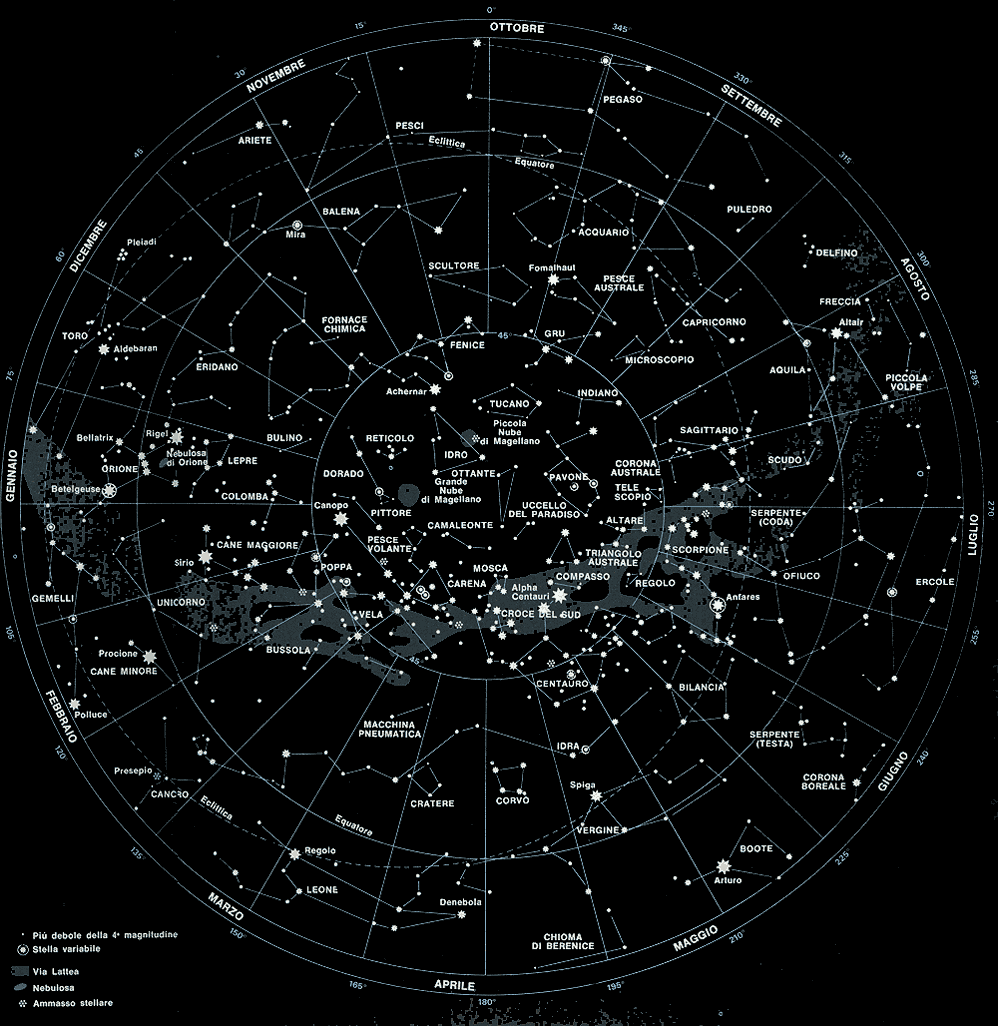 0°
OTTOBRE
15°
345°
30°
NOVEMBRE
330°
SETTEMBRE
PEGASO
PESCI
ARIETE
Eclittica
Equatore
45
315
BALENA
Mira
PULEDRO
ACQUARIO
DICEMBRE
Pleiadi
60°
DELFINO
SCULTORE
Fomalhaut
PESCE
AUSTRALE
AGOSTO
300
FRECCIA
FORNACE
CHIMICA
CAPRICORNO
Altair
TORO
FENICE
45°
GRU
Aldebaran
ERIDANO
MICROSCOPIO
AQUILA
75°
285
Achernar
INDIANO
PICCOLA
VOLPE
TUCANO
Piccola
Nube
di Magellano
Bellatrix
Rigel
BULINO
RETICOLO
SAGITTARIO
Nebulosa
di Orione
LEPRE
IDRO
CORONA
AUSTRALE
SCUDO
ORIONE
DORADO
OTTANTE
PAVONE
GENNAIO
Betelgeuse
COLOMBA
Grande
Nube
di Magellano
TELE
SCOPIO
Canopo
PITTORE
UCCELLO
DEL PARADISO
ALTARE
SERPENTE
(CODA)
270
CAMALEONTE
LUGLIO
CANE MAGGIORE
PESCE
VOLANTE
Sirio
TRIANGOLO
AUSTRALE
SCORPIONE
POPPA
MOSCA
COMPASSO
OFIUCO
ERCOLE
CARENA
Alpha
Centauri
REGOLO
GEMELLI
UNICORNO
Antares
VELA
CROCE DEL SUD
105
255
BUSSOLA
Procione
CANE MINORE
45°
CENTAURO
BILANCIA
FEBBRAIO
Polluce
MACCHINA
PNEUMATICA
IDRA
SERPENTE
(TESTA)
120
240
GIUGNO
Presepio
CANCRO
Spiga
CORONA
BOREALE
CRATERE
CORVO
Eclittica
Equatore
VERGINE
135°
Regolo
BOOTE
225
LEONE
Arturo
Denebola
MARZO
MAGGIO
CHIOMA
DI BERENICE
150°
210°
APRILE
165°
180°
195°
Più debole della 4ª magnitudine
Stella variabile
Via Lattea
Nebulosa
Ammasso stellare